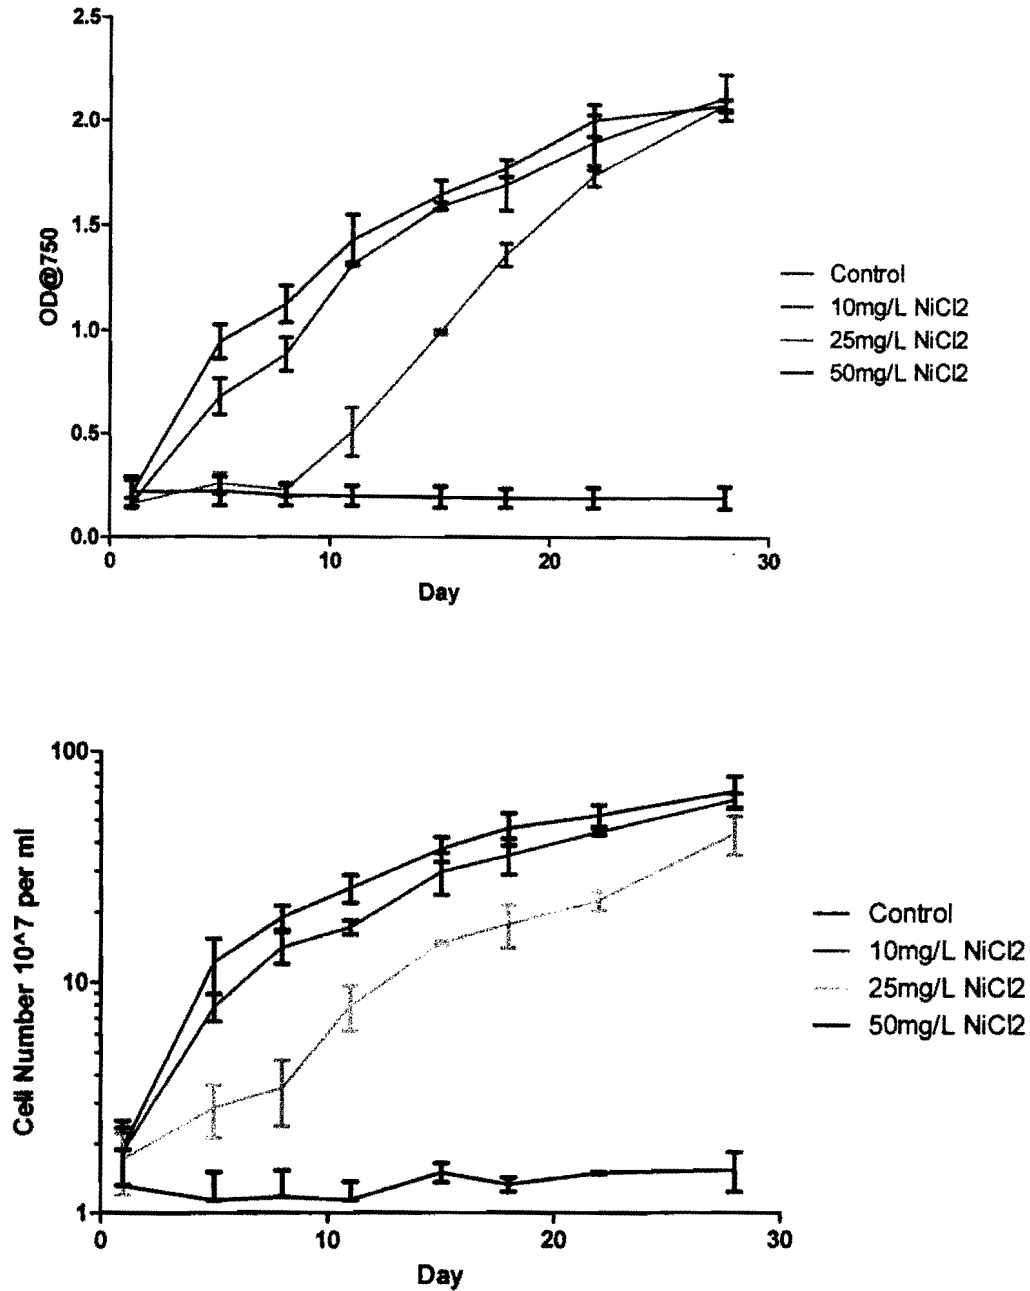 2.5
2.0
1.5
1.0
0.5
0.0
OD@750
0
10
20
30
Day
Control
10mg/L NiCl2
25mg/L NiCl2
50mg/L NiCl2
100
10
1
Cell Number 10^7 per ml
0
10
20
30
Day
Control
10mg/L NiCl2
25mg/L NiCl2
50mg/L NiCl2